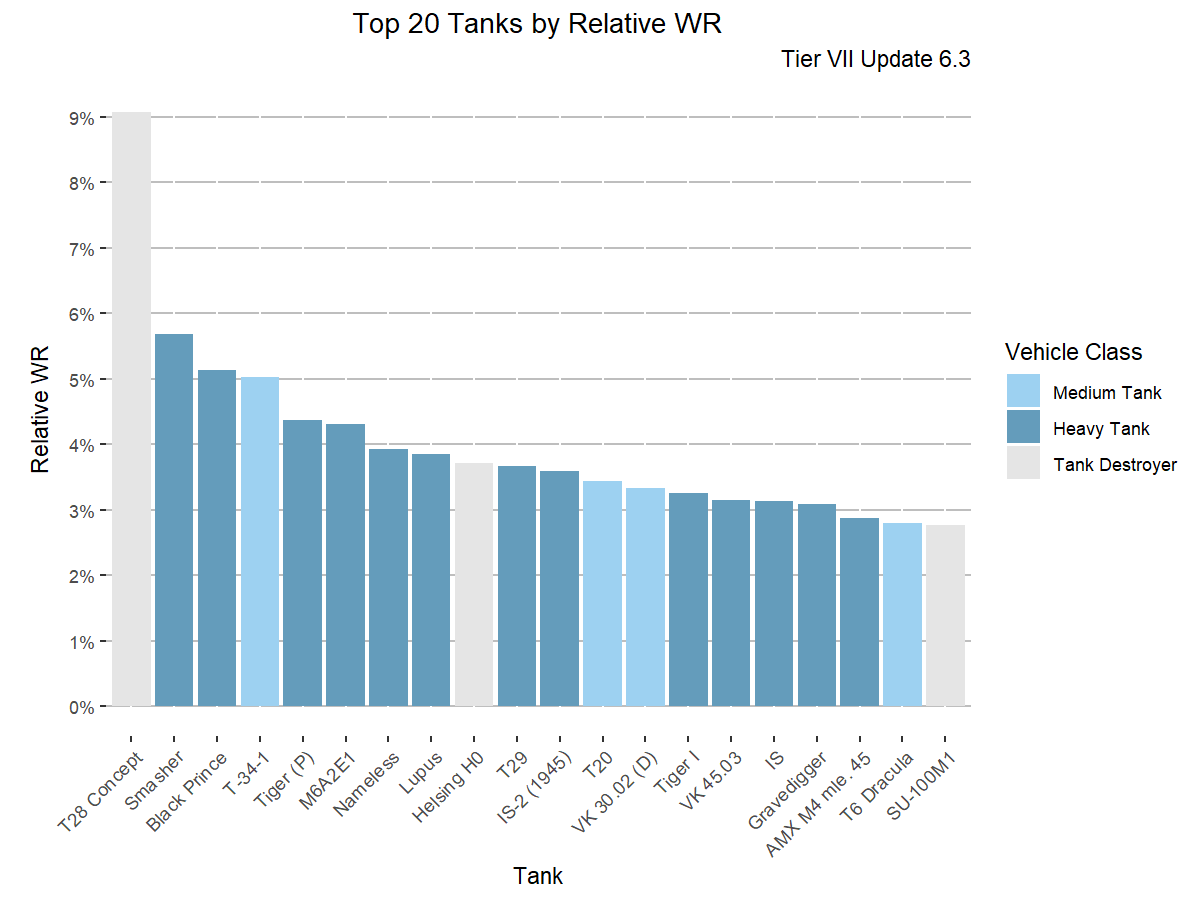 Top 20 Tanks by Relative WR
Tier VII Update 6.3
9%
8%
7%
6%
5%
4%
3%
2%
1%
0%
Relative WR
T28 Concept
Smasher
Black Prince
T-34-1
Tiger (P)
M6A2E1
Nameless
Lupus
Helsing H0
T29
IS-2 (1945)
T20
VK 30.02 (D)
Tiger I
VK 45.03
IS
Gravedigger
AMX M4 mle. 45
T6 Dracula
SU-100M1
Tank
Vehicle Class
Medium Tank
Heavy Tank
Tank Destroyer